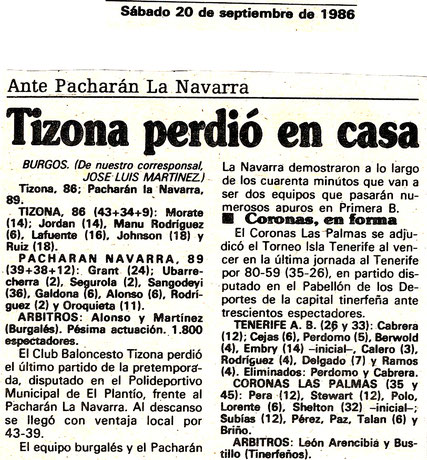 Sábado 20 de septiembre de 1986
Ante Pacharán La Navarra
Tizona perdió en casa
BURGOS. (De nuestro corresponsal,
JOSE LUIS MARTINEZ.)
Tizona, 86; Pacharán la Navarra,
89.
TIZONA, 86 (43+34+9): Morate
(14); Jordan (14), Manu Rodríguez
(6), Lafuente (16), Johnson (18) y
Ruiz (18).
PACHARAN NAVARRA, 89
(39+38+12): Grant (24); Ubarre-
cherra (2), Segurola (2), Sangodeyi
(36), Galdona (6), Alonso (6), Rodrí-
guez (2) y Oroquieta (11).
ARBITROS: Alonso y Martínez
(Burgalés). Pésima actuación. 1.800
espectadores.
El Club Baloncesto Tizona perdió
el último partido de la pretempora-
da, disputado en el Polideportivo
Municipal de El Plantío, frente al
Pacharán La Navarra. Al descanso
se llegó con ventaja local por
43-39.
El equipo burgalés y el Pacharán
La Navarra demostraron a lo largo
de los cuarenta minútos que van a
ser dos equipos que pesarán
numerosos apuros en Primera B.
Coronas, en forma
El Coronas Las Palmas se adju-
dicó el Torneo Isla Tenerife al ven-
cer en la última jornada al Tenerife
por 80-59 (35-26), en partido dis-
putado en el Pabellón de los De-
portes de la capital tinerfeña ante
trescientos espectadores.
TENERIFE A. B. (26 y 33): Cabrera
(12); Cejas (6), Perdomo (5), Berwold
(4), Embry (14) —inicial—, Calero (3),
Rodríguez (4), Delgado (7) y Ramos
(4). Eliminados: Perdomo y Cabrera.
CORONAS LAS PALMAS (35 y
45): Pera (12), Stewart (12), Polo,
Lorente (6), Shelton (32) —inicial—;
Subías (12), Pérez, Paz, Talan (6) y
Briño.
ARBITROS: León Arencibia y Bus-
tillo (Tinerfeños).